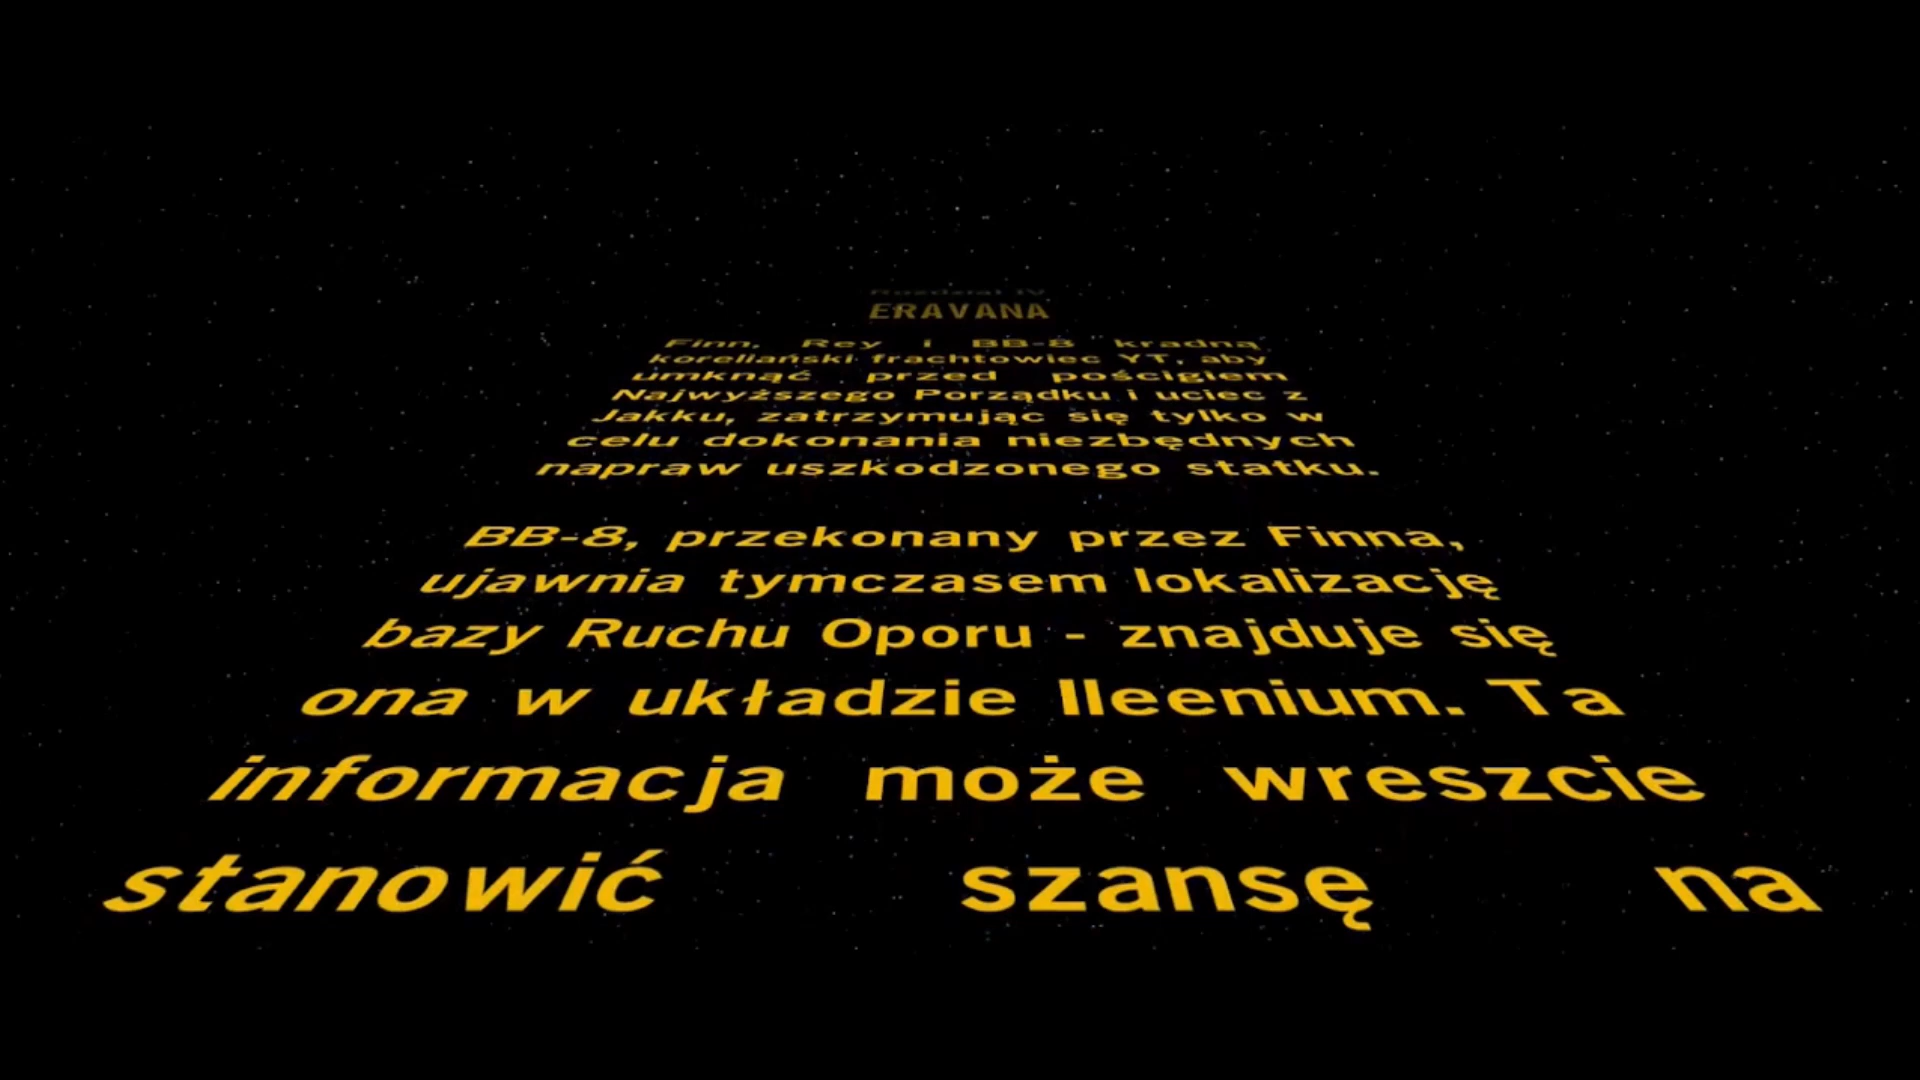 Rozdział IV
ERAVANA
Finn, Rey i BB-8 kradną
koreliański frachtowiec YT, aby
umknąć przed pościgiem
Najwyższego Porządku i uciec z
Jakku, zatrzymując się tylko w
celu dokonania niezbędnych
napraw uszkodzonego statku.
BB-8, przekonany przez Finna,
ujawnia tymczasem lokalizację
bazy Ruchu Oporu - znajduje się
ona w układzie Ileenium. Ta
informacja może wreszcie
stanowić szansę na